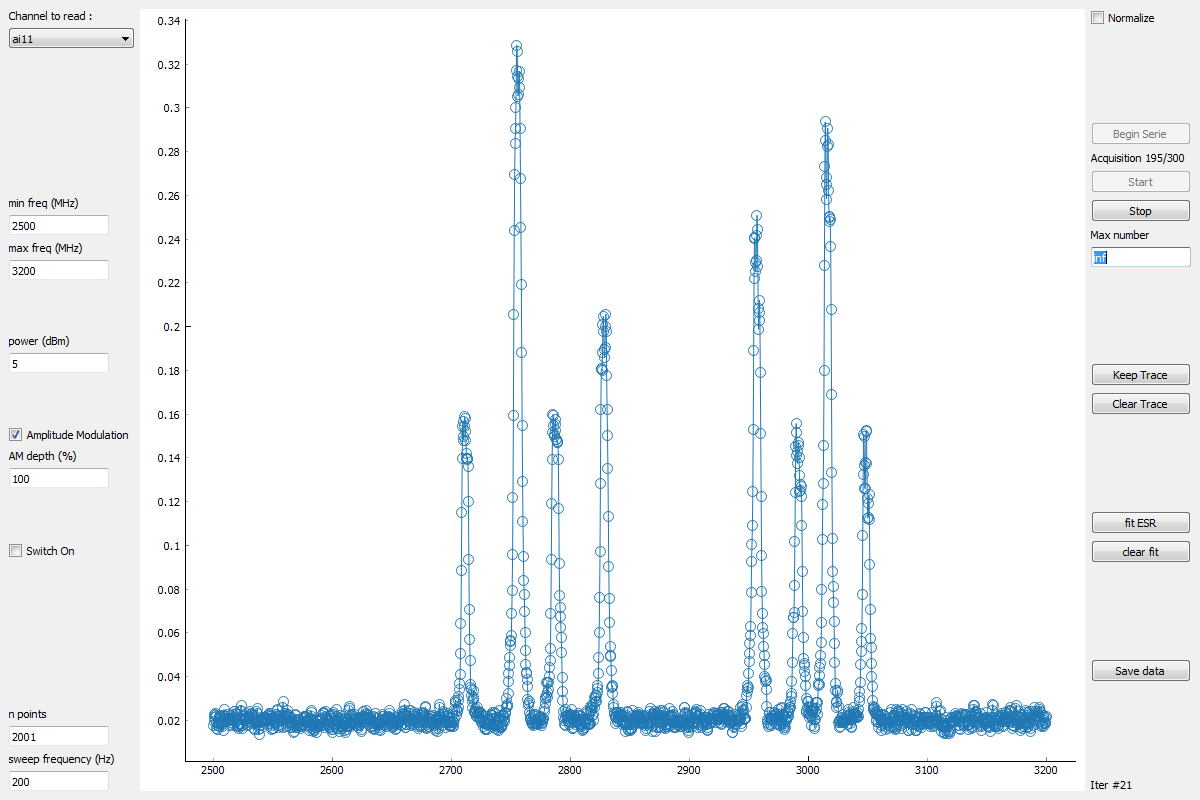 Channel to read :
ai11
min freq (MHz)
2500
max freq (MHz)
3200
power (dBm)
5
Amplitude Modulation
AM depth (%)
100
Switch On
n points
2001
sweep frequency (Hz)
200
0.34
0.32
0.3
0.28
0.26
0.24
0.22
0.2
0.18
0.16
0.14
0.12
0.1
0.08
0.06
0.04
0.02
2500 2600 2700 2800 2900 3000 3100 3200
Normalize
Begin Serie
Acquisition 195/300
Start
Stop
Max number
inf
Keep Trace
Clear Trace
fit ESR
clear fit
Save data
Iter #21